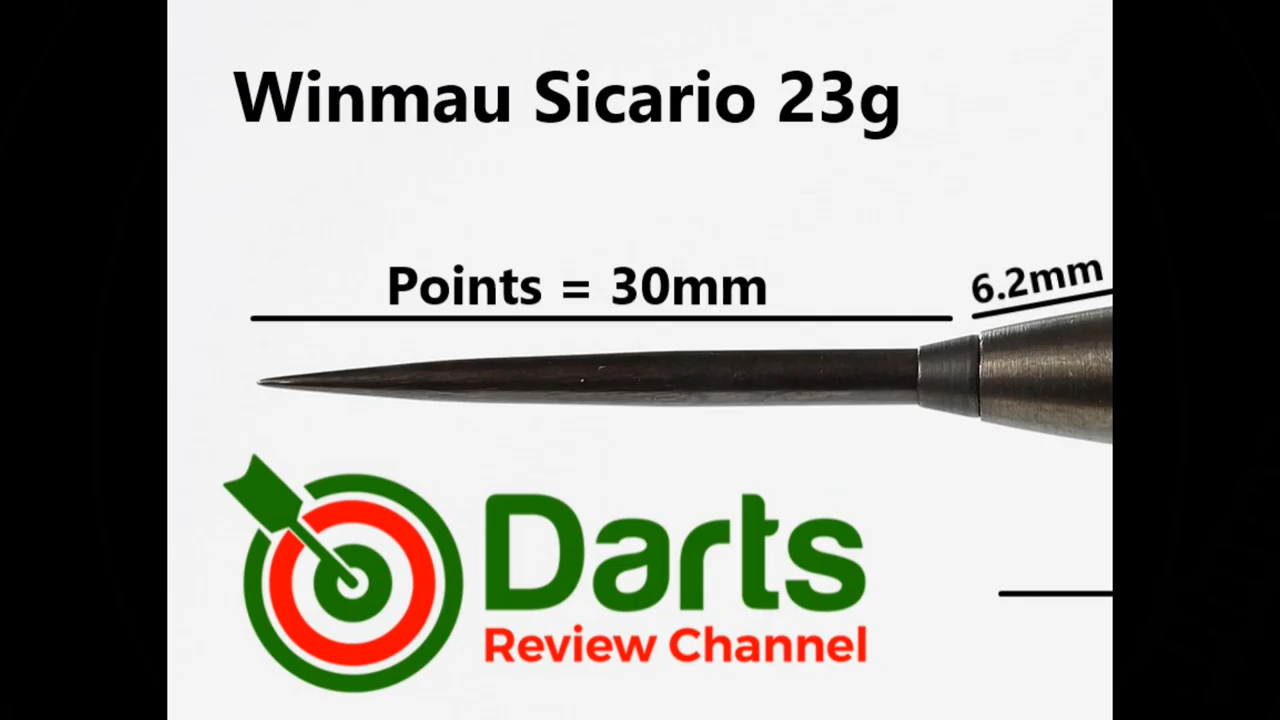 Winmau Sicario 23g
Points = 30mm
6.2mm
Darts
Review Channel